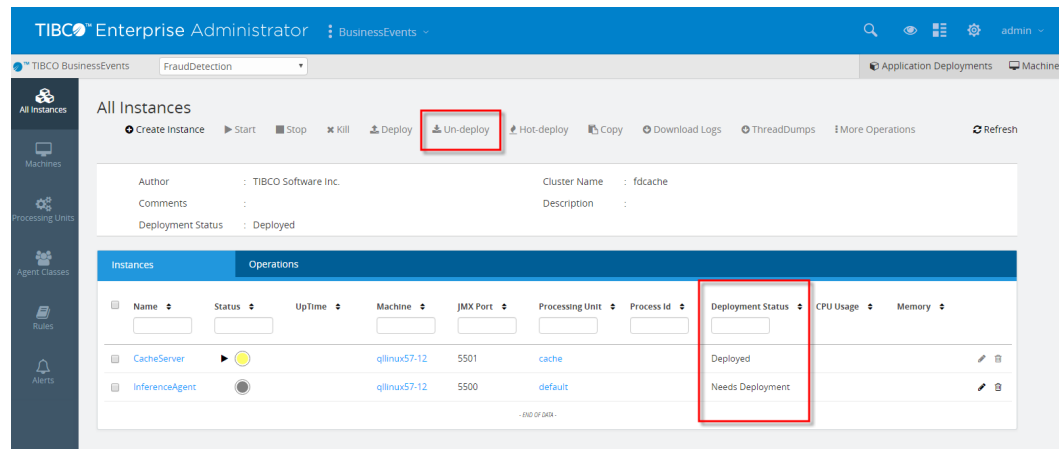 TIBCO™ Enterprise Administrator BusinessEvents admin
™ TIBCO BusinessEvents FraudDetection Application Deployments Machine
All Instances
Machines
Processing Units
Agent Classes
Rules
Alerts
All Instances
Create Instance Start Stop Kill Deploy Un-deploy Hot-deploy Copy Download Logs ThreadDumps More Operations Refresh
Author : TIBCO Software Inc. Cluster Name : fdcache
Comments : Description :
Deployment Status : Deployed
Instances Operations
Name Status UpTime Machine JMX Port Processing Unit Process Id Deployment Status CPU Usage Memory
CacheServer qllinux57-12 5501 cache Deployed
InferenceAgent qllinux57-12 5500 default Needs Deployment
- END OF DATA -